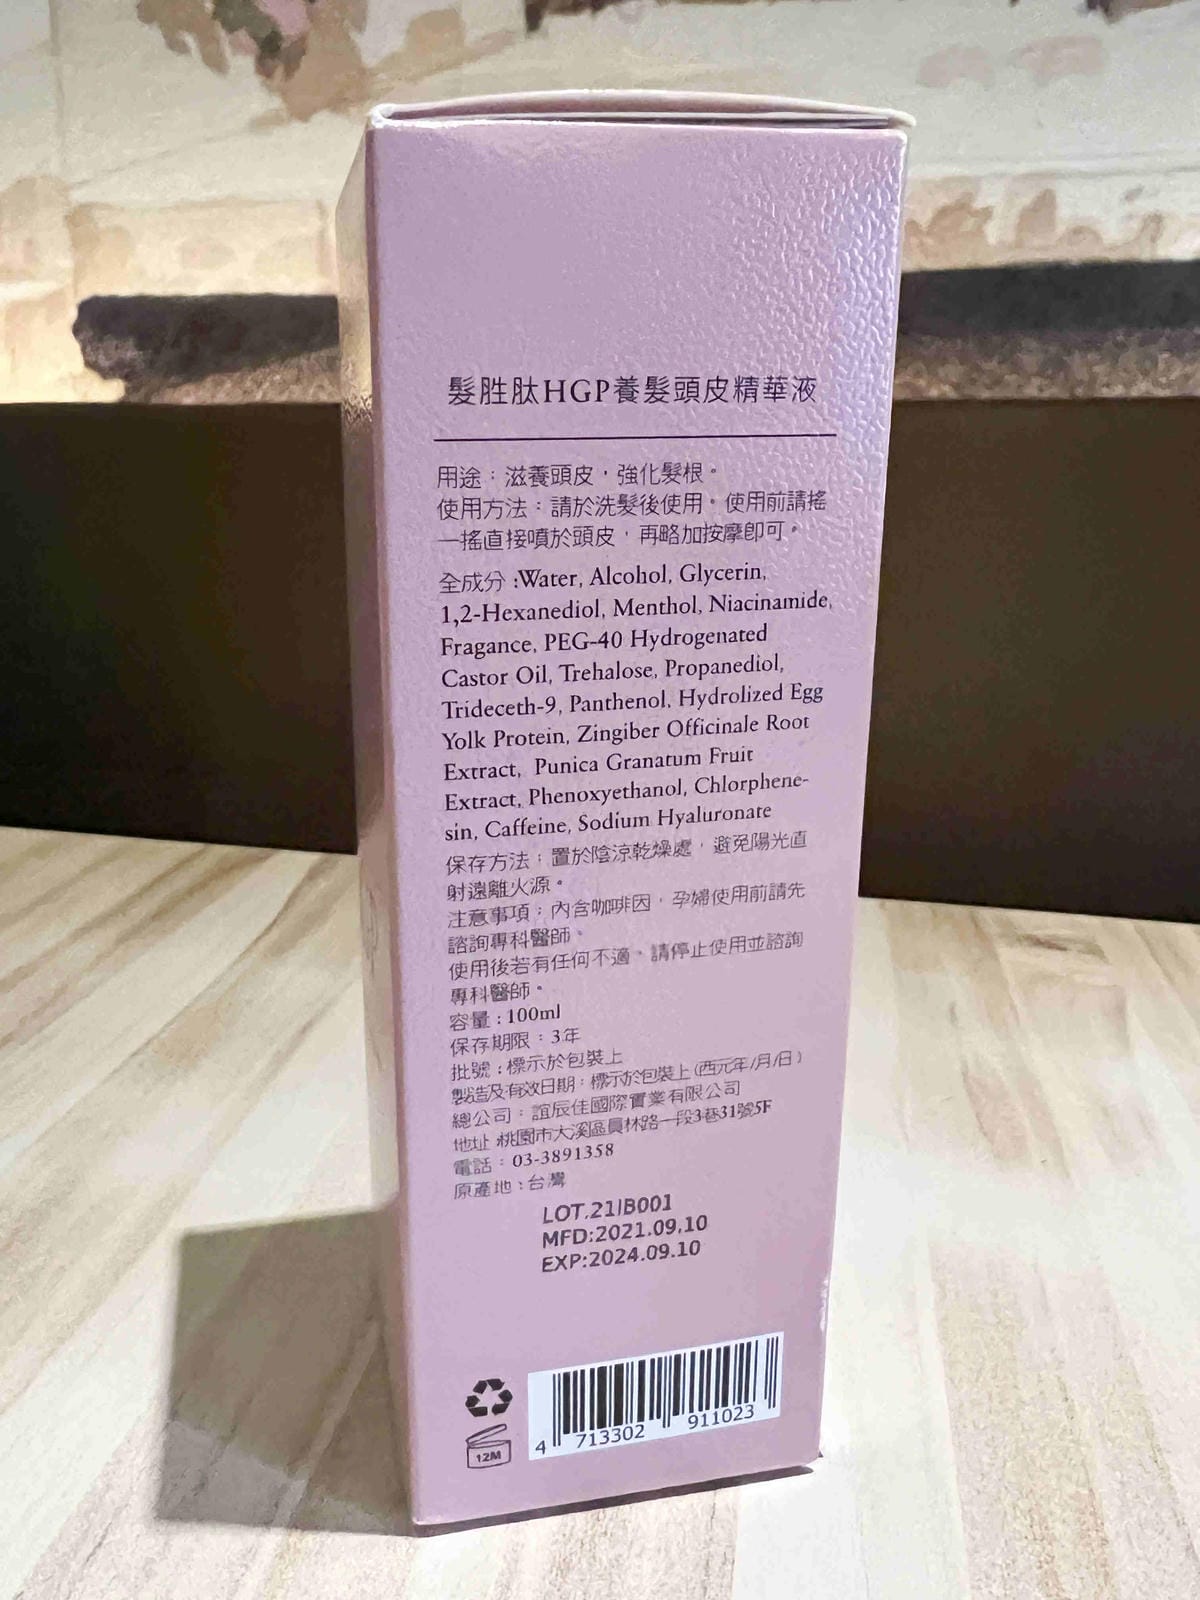 髮胜肽HGP養髮頭皮精華液
用途：滋養頭皮，強化髮根。
使用方法：請於洗髮後使用。使用前請搖
一搖直接噴於頭皮，再略加按摩即可。
全成分:Water, Alcohol, Glycerin,
1,2-Hexanediol, Menthol, Niacinamide,
Fragance, PEG-40 Hydrogenated
Castor Oil, Trehalose, Propanediol,
Trideceth-9, Panthenol, Hydrolized Egg
Yolk Protein, Zingiber Officinale Root
Extract, Punica Granatum Fruit
Extract, Phenoxyethanol, Chlorphene-
sin, Caffeine, Sodium Hyaluronate
保存方法：置於陰涼乾燥處，避免陽光直
射遠離火源。
注意事項：內含咖啡因，孕婦使用前請先
諮詢專科醫師。
使用後若有任何不適，請停止使用並諮詢
專科醫師。
容量：100ml
保存期限：3年
批號：標示於包裝上
製造及有效日期：標示於包裝上(西元年/月/日)
總公司：誼辰佳國際實業有限公司
地址 桃園市大溪區員林路一段3巷31號5F
電話：03-3891358
原產地：台灣
LOT.21IB001
MFD:2021.09.10
EXP:2024.09.10
12M
4 713302 911023